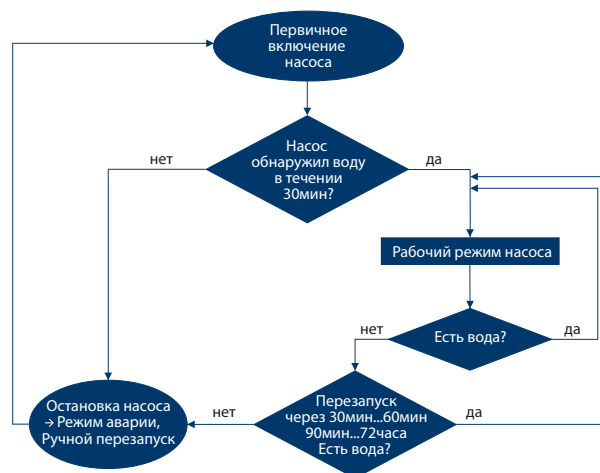 Первичное
включение
насоса
Насос
обнаружил воду
в течении
30мин?
нет
да
Рабочий режим насоса
Есть вода?
нет
да
Перезапуск
через 30мин...60мин
90мин...72часа
Есть вода?
нет
да
Остановка насоса
→ Режим аварии,
Ручной перезапуск